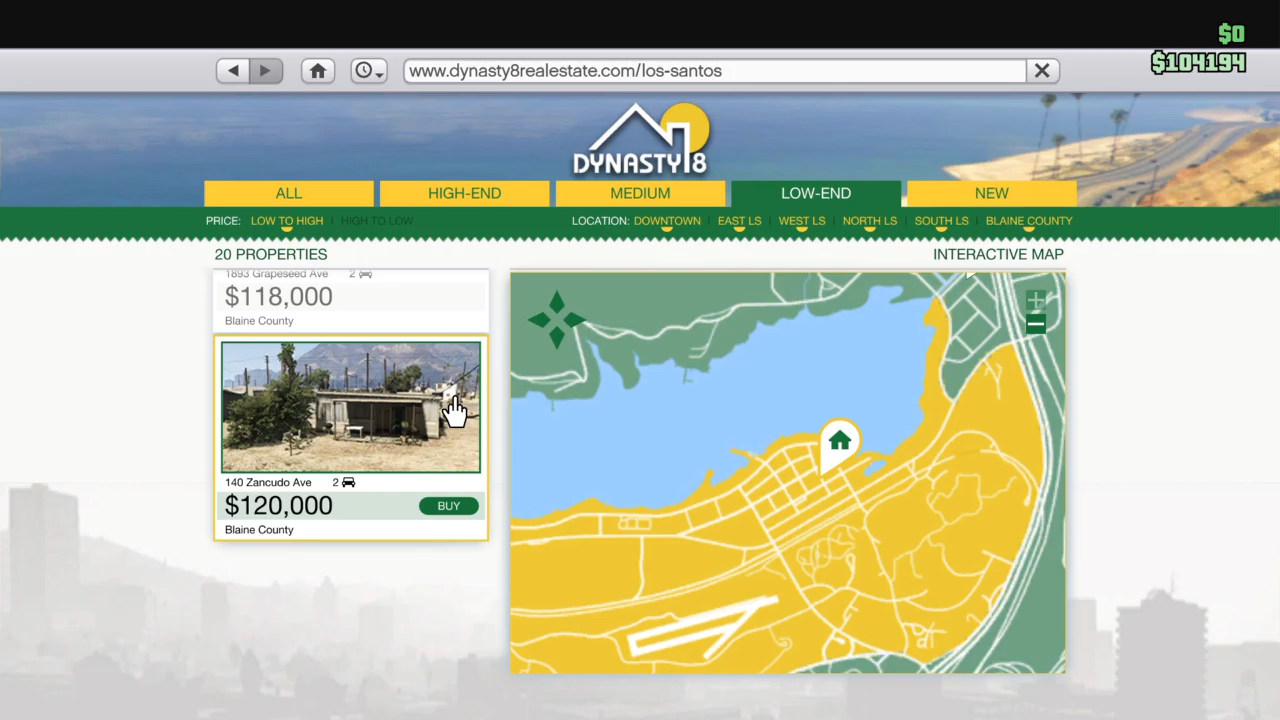 $0
$104194
www.dynasty8realestate.com/los-santos
DYNASTY 8
ALL
HIGH-END
MEDIUM
LOW-END
NEW
PRICE: LOW TO HIGH | HIGH TO LOW
LOCATION: DOWNTOWN | EAST LS | WEST LS | NORTH LS | SOUTH LS | BLAINE COUNTY
20 PROPERTIES
INTERACTIVE MAP
1893 Grapeseed Ave 2
$118,000
Blaine County
140 Zancudo Ave 2
$120,000
BUY
Blaine County